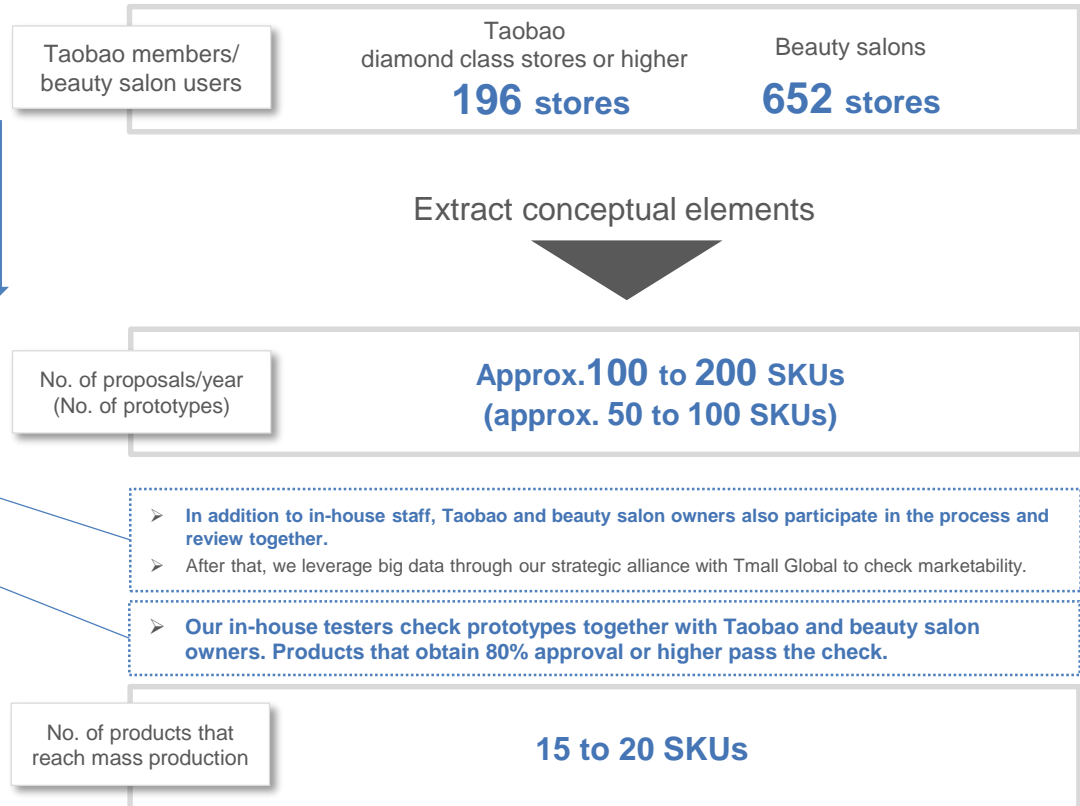 Taobao members/
beauty salon users
Taobao
diamond class stores or higher
196 stores
Beauty salons
652 stores
Extract conceptual elements
No. of proposals/year
(No. of prototypes)
Approx.100 to 200 SKUs
(approx. 50 to 100 SKUs)
➢ In addition to in-house staff, Taobao and beauty salon owners also participate in the process and
review together.
➢ After that, we leverage big data through our strategic alliance with Tmall Global to check marketability.
➢ Our in-house testers check prototypes together with Taobao and beauty salon
owners. Products that obtain 80% approval or higher pass the check.
No. of products that
reach mass production
15 to 20 SKUs